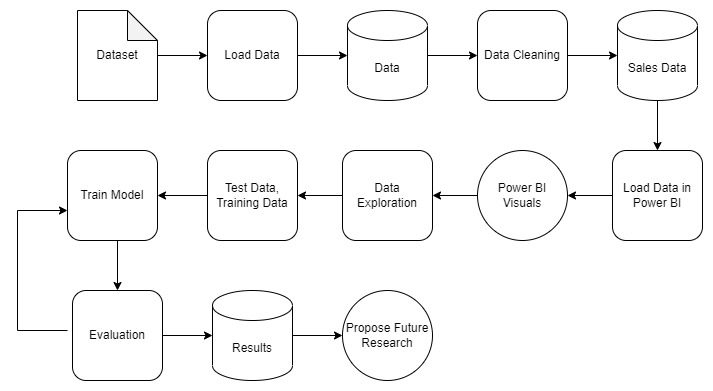 Dataset
Load Data
Data
Data Cleaning
Sales Data
Train Model
Test Data,
Training Data
Data
Exploration
Power BI
Visuals
Load Data in
Power BI
Evaluation
Results
Propose Future
Research